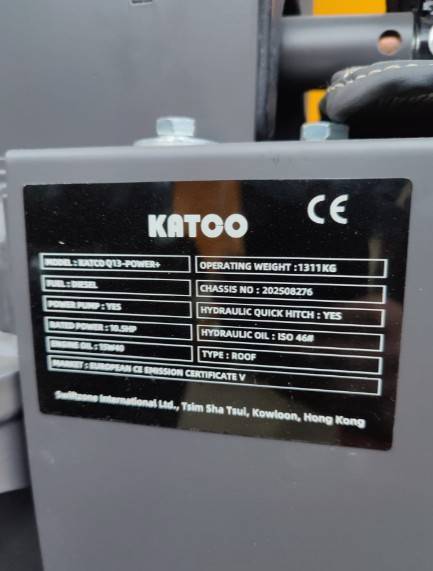 KATCO
CE
MODEL : KATCO Q13-POWER+
OPERATING WEIGHT :1311KG
FUEL : DIESEL
CHASSIS NO : 202508276
POWER PUMP : YES
HYDRAULIC QUICK HITCH : YES
RATED POWER : 10.5HP
HYDRAULIC OIL : ISO 46#
ENGINE OIL : 15W40
TYPE : ROOF
MARKET : EUROPEAN CE EMISSION CERTIFICATE V
Swiftzone International Ltd., Tsim Sha Tsui, Kowloon, Hong Kong